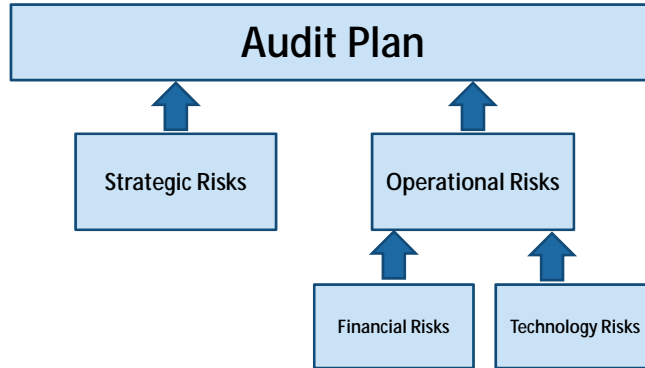 Audit Plan
Strategic Risks
Operational Risks
Financial Risks
Technology Risks